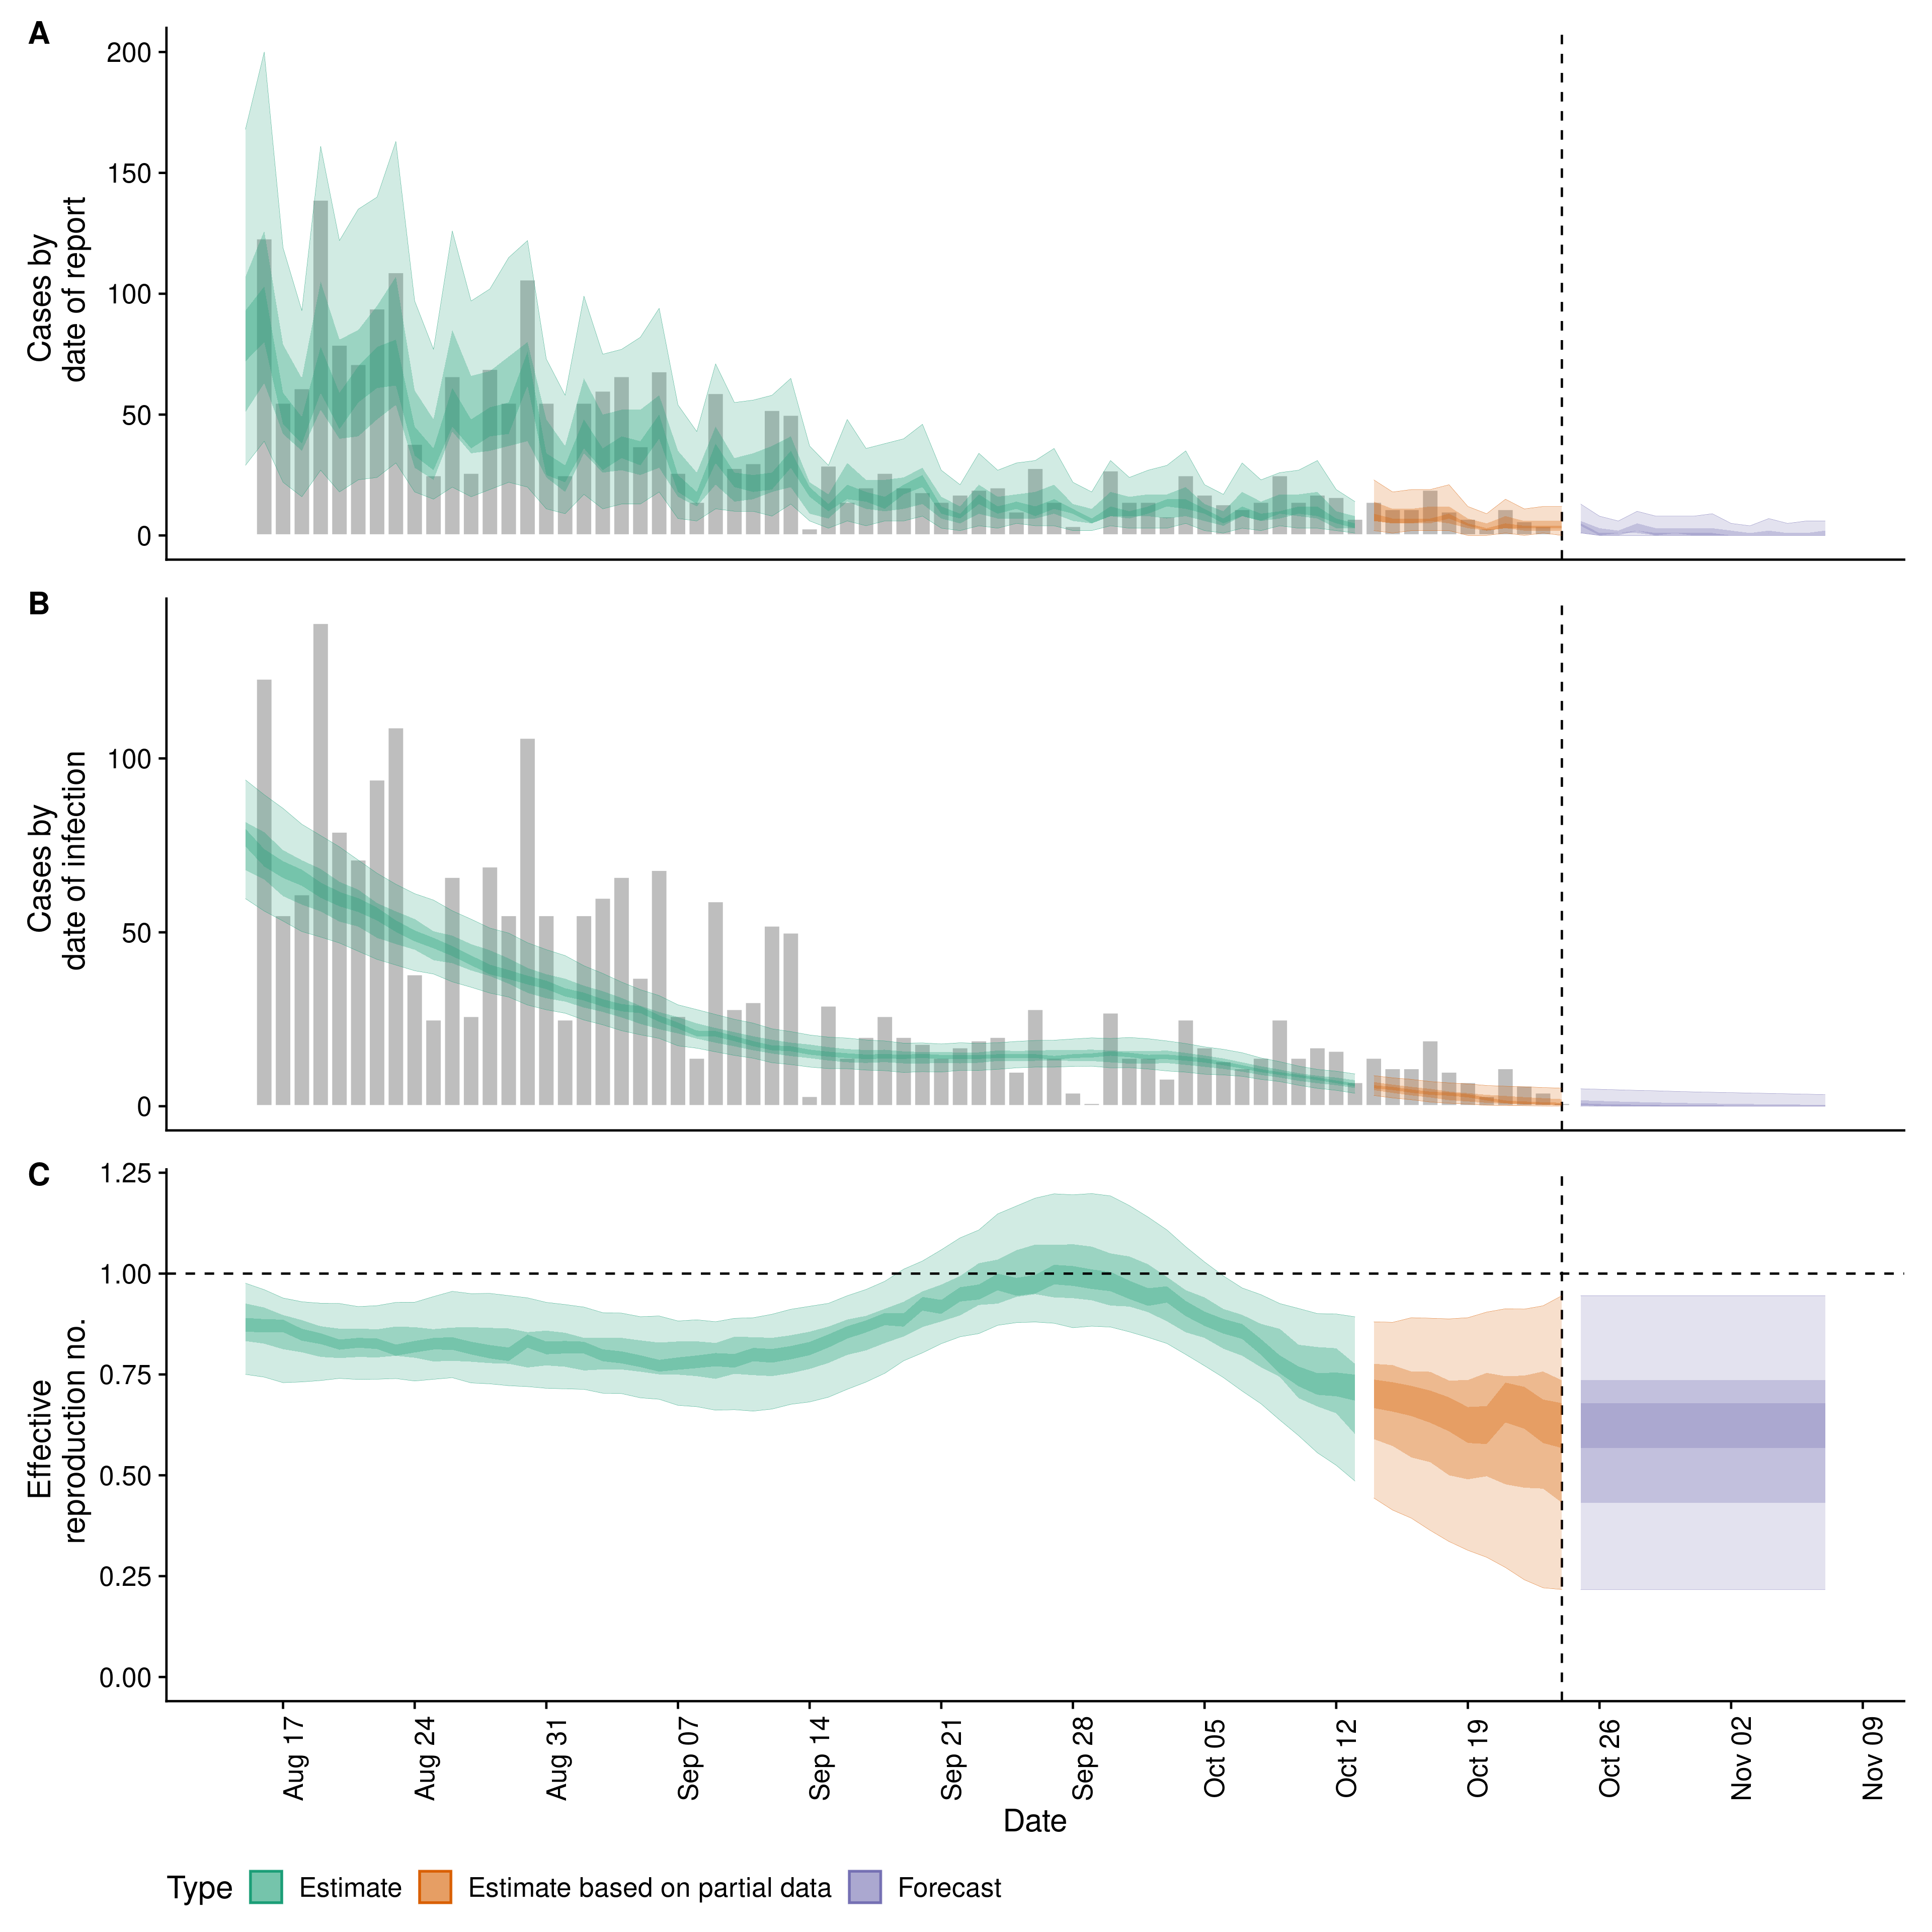 A
200
150
100
50
0
Cases by
date of report
B
100
50
0
Cases by
date of infection
C
1.25
1.00
0.75
0.50
0.25
0.00
Effective
reproduction no.
Aug 17
Aug 24
Aug 31
Sep 07
Sep 14
Sep 21
Sep 28
Oct 05
Oct 12
Oct 19
Oct 26
Nov 02
Nov 09
Date
Type Estimate Estimate based on partial data Forecast